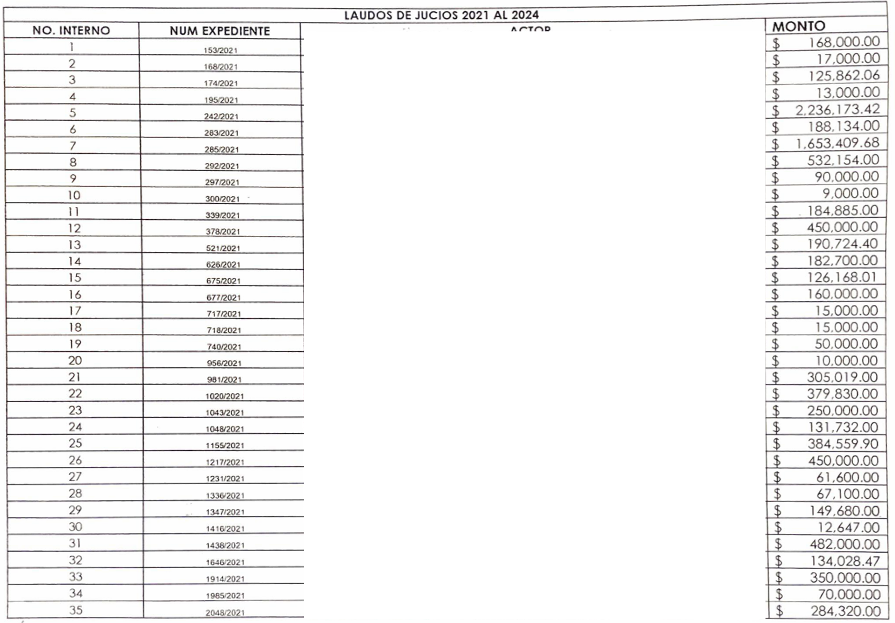 LAUDOS DE JUCIOS 2021 AL 2024
NO. INTERNO NUM EXPEDIENTE ACTOR MONTO
1 153/2021 $ 168,000.00
2 168/2021 $ 17,000.00
3 174/2021 $ 125,862.06
4 195/2021 $ 13,000.00
5 242/2021 $ 2,236,173.42
6 283/2021 $ 188,134.00
7 285/2021 $ 1,653,409.68
8 292/2021 $ 532,154.00
9 297/2021 $ 90,000.00
10 300/2021 $ 9,000.00
11 339/2021 $ 184,885.00
12 378/2021 $ 450,000.00
13 521/2021 $ 190,724.40
14 626/2021 $ 182,700.00
15 675/2021 $ 126,168.01
16 677/2021 $ 160,000.00
17 717/2021 $ 15,000.00
18 718/2021 $ 15,000.00
19 740/2021 $ 50,000.00
20 956/2021 $ 10,000.00
21 981/2021 $ 305,019.00
22 1020/2021 $ 379,830.00
23 1043/2021 $ 250,000.00
24 1048/2021 $ 131,732.00
25 1155/2021 $ 384,559.90
26 1217/2021 $ 450,000.00
27 1231/2021 $ 61,600.00
28 1336/2021 $ 67,100.00
29 1347/2021 $ 149,680.00
30 1416/2021 $ 12,647.00
31 1438/2021 $ 482,000.00
32 1646/2021 $ 134,028.47
33 1914/2021 $ 350,000.00
34 1985/2021 $ 70,000.00
35 2048/2021 $ 284,320.00